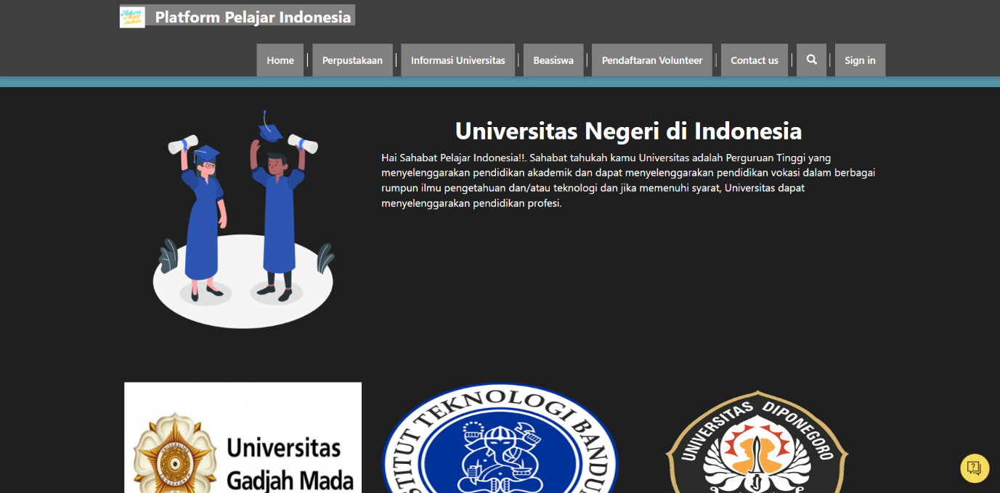 Platform Pelajar Indonesia
Home | Perpustakaan | Informasi Universitas | Beasiswa | Pendaftaran Volunteer | Contact us | | Sign in
Universitas Negeri di Indonesia
Hai Sahabat Pelajar Indonesia!!. Sahabat tahukah kamu Universitas adalah Perguruan Tinggi yang
menyelenggarakan pendidikan akademik dan dapat menyelenggarakan pendidikan vokasi dalam berbagai
rumpun ilmu pengetahuan dan/atau teknologi dan jika memenuhi syarat, Universitas dapat
menyelenggarakan pendidikan profesi.
Universitas
Gadjah Mada
STITUT TEKNOLOGI BANDU
UNIVERSITAS DIPONEGORO